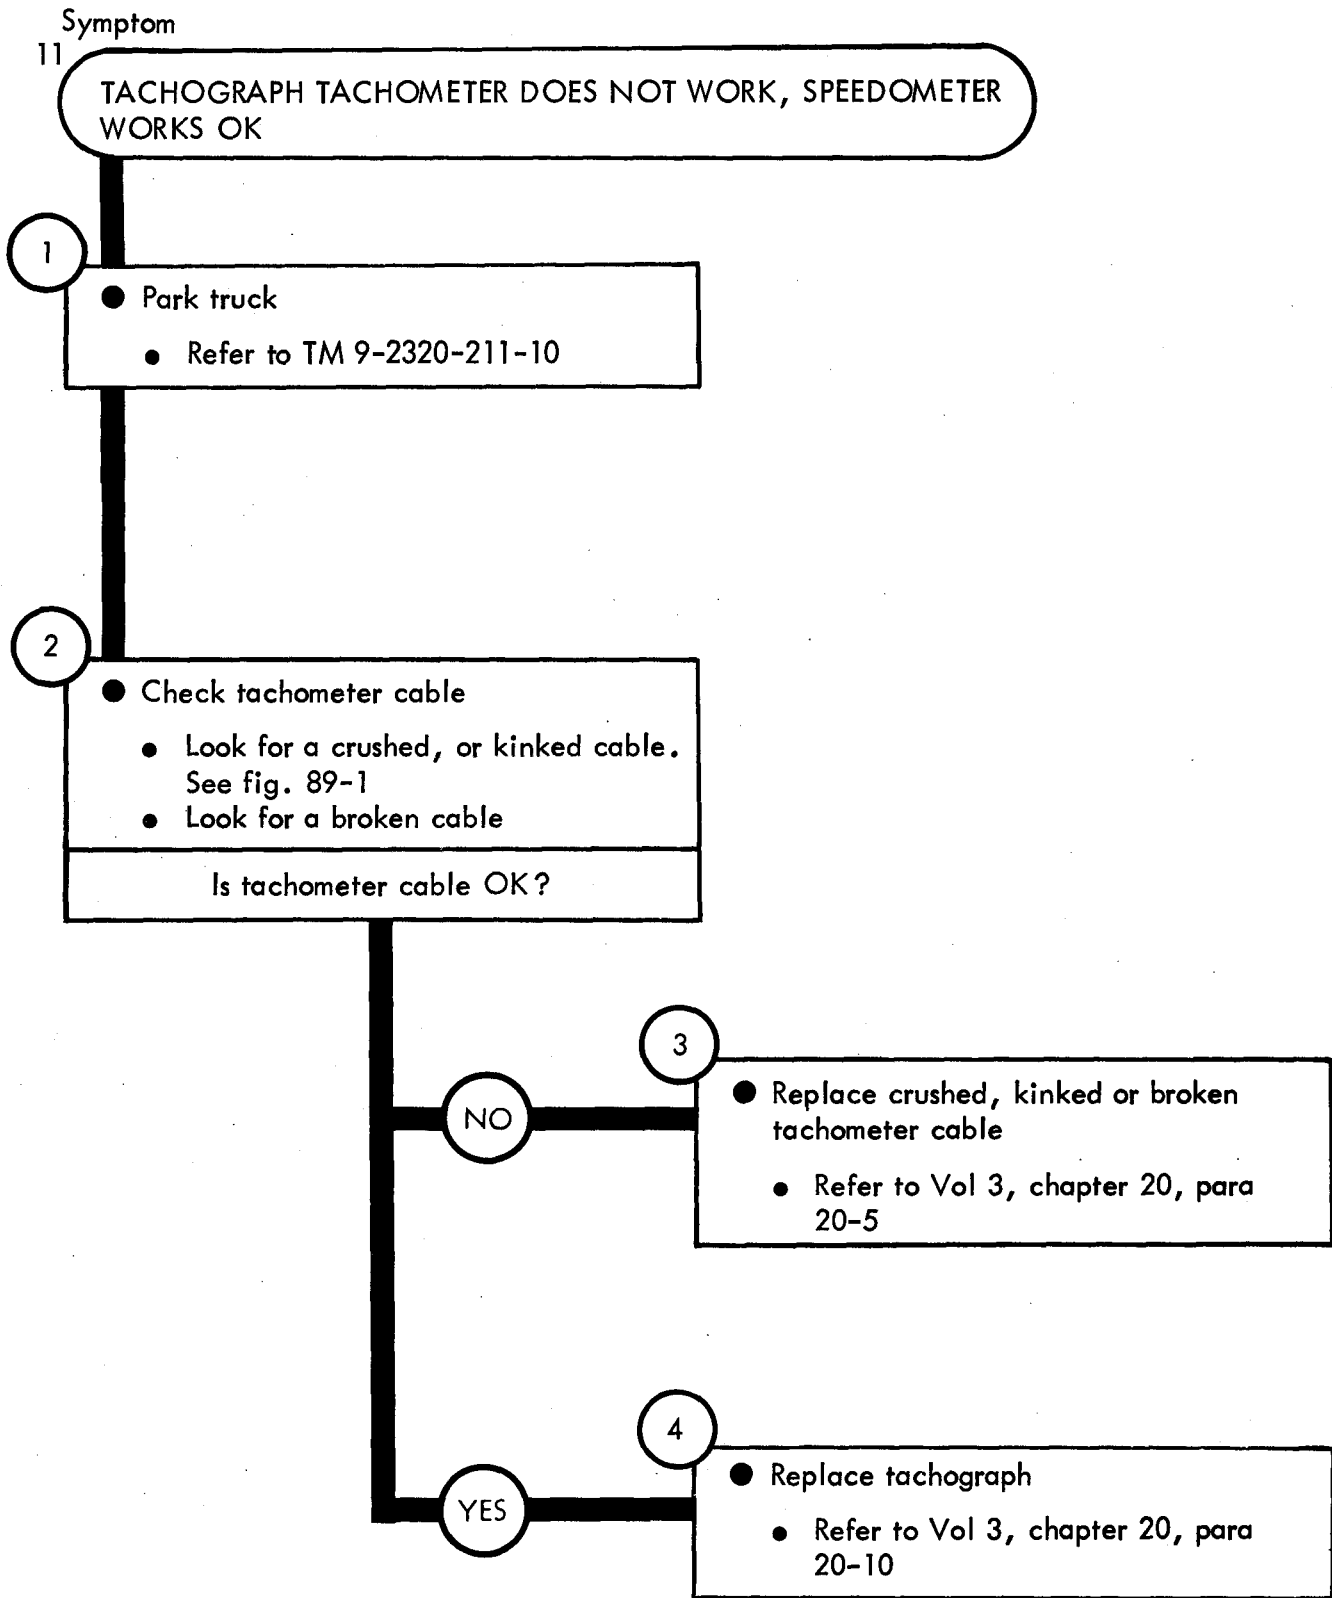 Symptom
11
TACHOGRAPH TACHOMETER DOES NOT WORK, SPEEDOMETER
WORKS OK
1
● Park truck
● Refer to TM 9-2320-211-10
2
● Check tachometer cable
● Look for a crushed, or kinked cable.
See fig. 89-1
● Look for a broken cable
Is tachometer cable OK?
NO
3
● Replace crushed, kinked or broken
tachometer cable
● Refer to Vol 3, chapter 20, para
20-5
YES
4
● Replace tachograph
● Refer to Vol 3, chapter 20, para
20-10